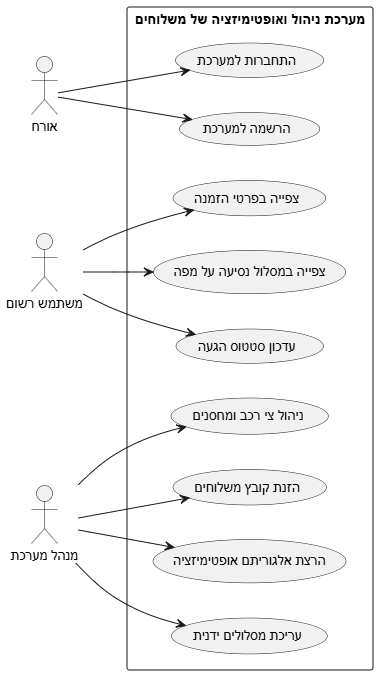 מערכת ניהול ואופטימיזציה של משלוחים
התחברות למערכת
אורח
הרשמה למערכת
צפייה בפרטי הזמנה
צפייה במסלול נסיעה על מפה
משתמש רשום
עדכון סטטוס הגעה
ניהול צי רכב ומחסנים
הזנת קובץ משלוחים
מנהל מערכת
הרצת אלגוריתם אופטימיזציה
עריכת מסלולים ידנית